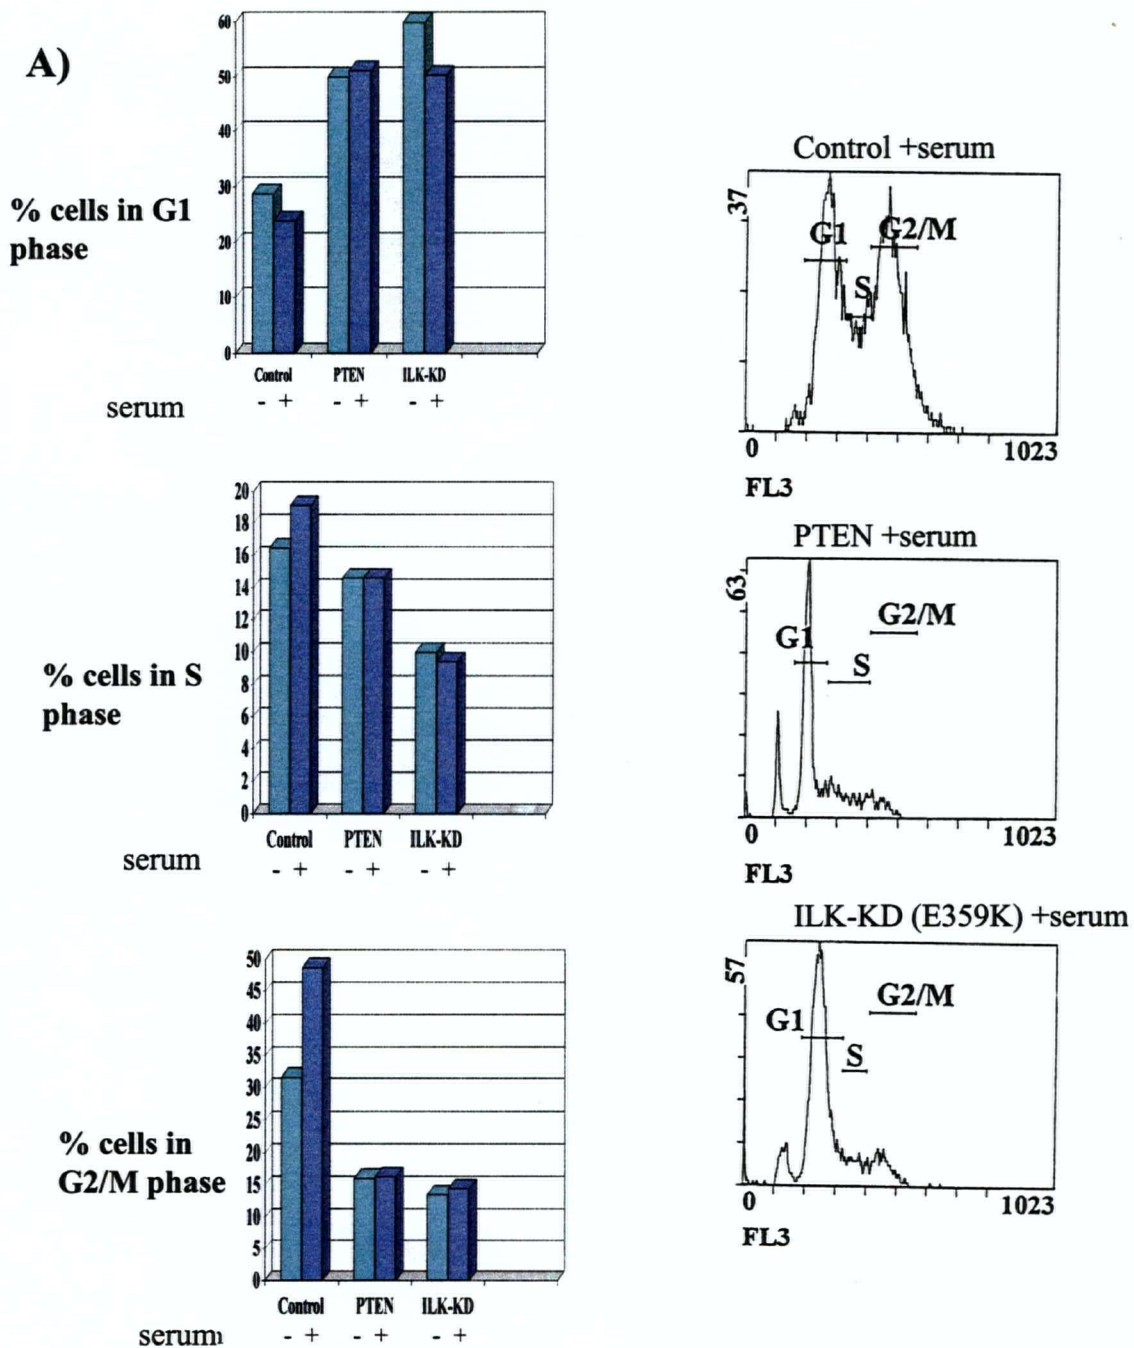 A)
60
50
40
30
20
10
0
% cells in G1
phase
Control PTEN ILK-KD
serum - + - + - +
20
18
16
14
12
10
8
6
4
2
0
% cells in S
phase
Control PTEN ILK-KD
serum - + - + - +
50
45
40
35
30
25
20
15
10
5
0
% cells in
G2/M phase
Control PTEN ILK-KD
serum - + - + - +
Control +serum
37
G1 G2/M
S
0 1023
FL3
PTEN +serum
63
G2/M
G1
S
0 1023
FL3
ILK-KD (E359K) +serum
57
G2/M
G1
S
0 1023
FL3